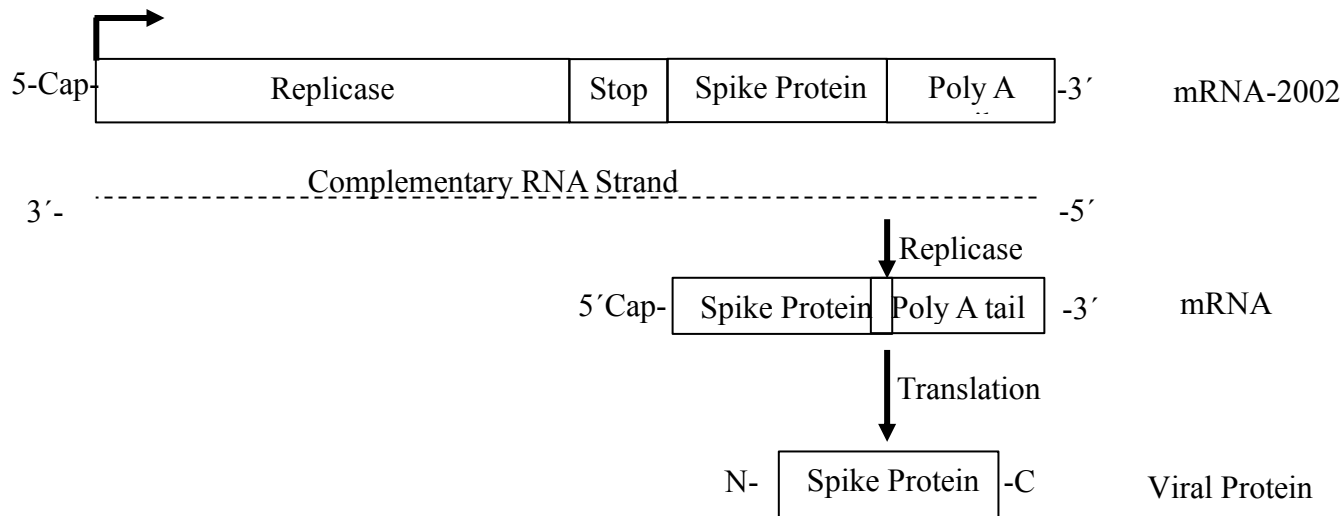 5-Cap- Replicase Stop Spike Protein Poly A -3´ mRNA-2002
Complementary RNA Strand
3´- -5´
Replicase
5´Cap- Spike Protein Poly A tail -3´ mRNA
Translation
N- Spike Protein -C Viral Protein